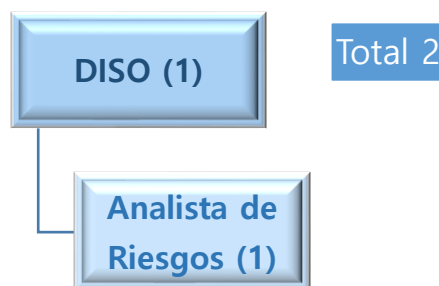 DISO (1)
Total 2
Analista de
Riesgos (1)